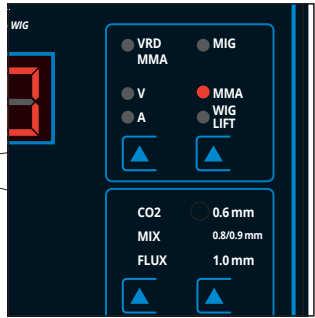 WIG
VRD MIG
MMA
V MMA
A WIG
LIFT
CO2 0.6 mm
MIX 0.8/0.9 mm
FLUX 1.0 mm